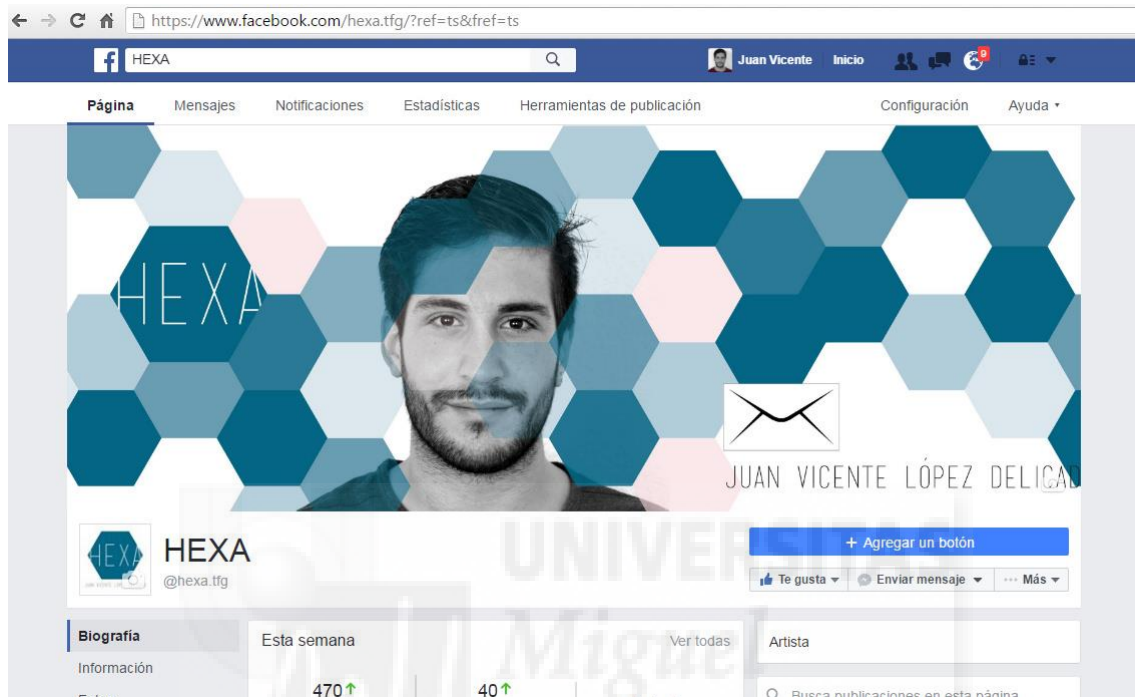 https://www.facebook.com/hexa.tfg/?ref=ts&fref=ts
f HEXA Juan Vicente Inicio 9
Página Mensajes Notificaciones Estadísticas Herramientas de publicación Configuración Ayuda
HEXA
JUAN VICENTE LÓPEZ DELICAD
HEXA
HEXA
@hexa.tfg
+ Agregar un botón
Te gusta Enviar mensaje ··· Más
UNIVERSITAS
Miguel
Biografía
Información
Esta semana Ver todas
470 40
Artista
Busca publicaciones en esta página